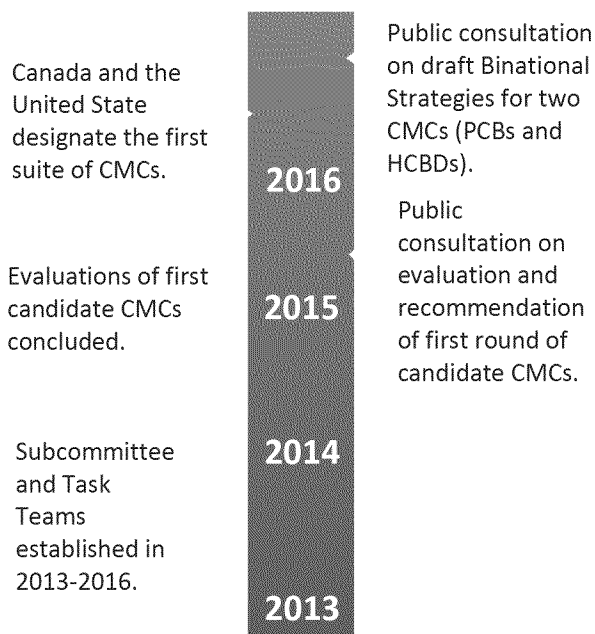 Public consultation
on draft Binational
Strategies for two
CMCs (PCBs and
HCBDs).
Canada and the
United State
designate the first
suite of CMCs.
2016
Public
consultation on
evaluation and
recommendation
of first round of
candidate CMCs.
Evaluations of first
candidate CMCs
concluded.
2015
2014
Subcommittee
and Task
Teams
established in
2013-2016.
2013